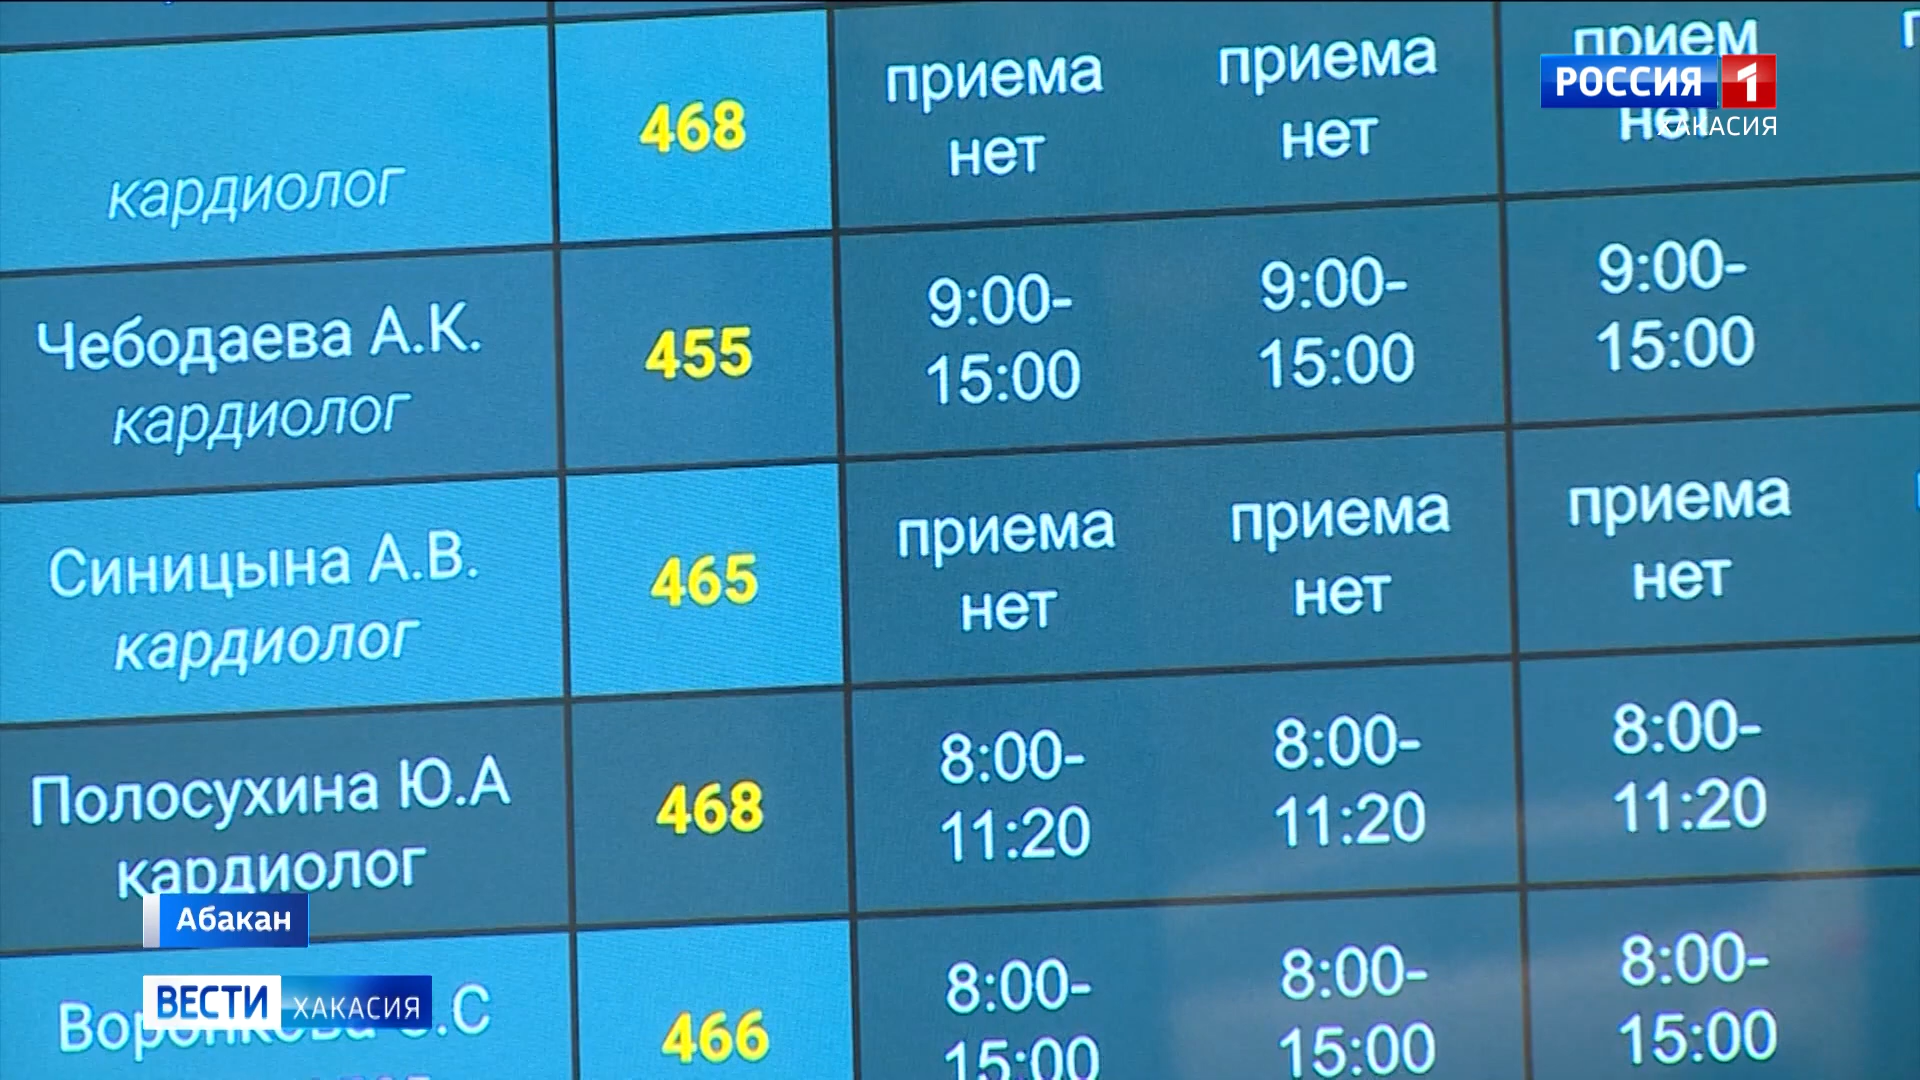 приема приема прием
468
нет нет нет
кардиолог
РОССИЯ 1
ХАКАСИЯ
Чебодаева А.К.
кардиолог
455
9:00- 9:00- 9:00-
15:00 15:00 15:00
Синицына А.В.
кардиолог
465
приема приема приема
нет нет нет
Полосухина Ю.А
кардиолог
468
8:00- 8:00- 8:00-
11:20 11:20 11:20
Абакан
466
8:00- 8:00- 8:00-
15:00 15:00 15:00
ВЕСТИ ХАКАСИЯ